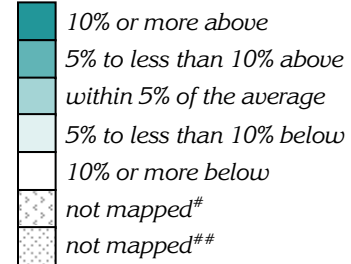 10% or more above
5% to less than 10% above
within 5% of the average
5% to less than 10% below
10% or more below
not mapped#
not mapped##